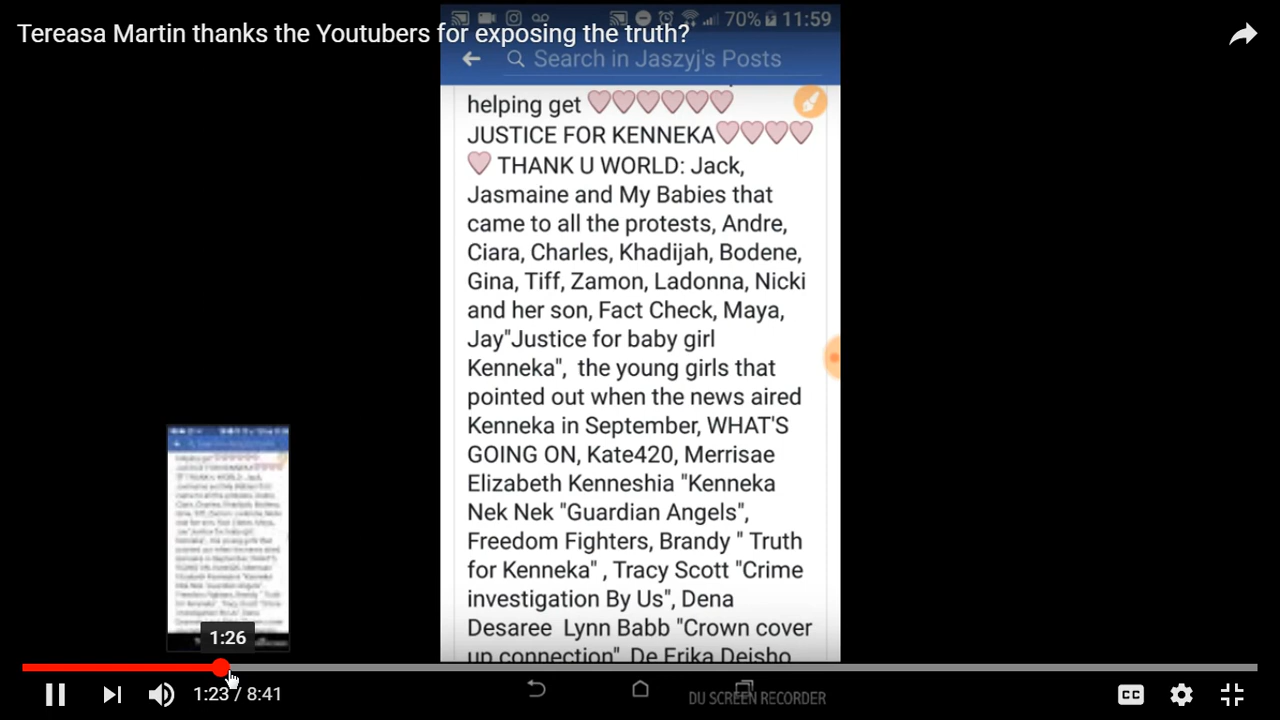 Tereasa Martin thanks the Youtubers for exposing the truth?
70% 11:59
Search in Jaszyj's Posts
helping get ♡♡♡♡♡♡
JUSTICE FOR KENNEKA♡♡♡♡
♡ THANK U WORLD: Jack,
Jasmaine and My Babies that
came to all the protests, Andre,
Ciara, Charles, Khadijah, Bodene,
Gina, Tiff, Zamon, Ladonna, Nicki
and her son, Fact Check, Maya,
Jay"Justice for baby girl
Kenneka", the young girls that
pointed out when the news aired
Kenneka in September, WHAT'S
GOING ON, Kate420, Merrisae
Elizabeth Kenneshia "Kenneka
Nek Nek "Guardian Angels",
Freedom Fighters, Brandy " Truth
for Kenneka" , Tracy Scott "Crime
investigation By Us", Dena
Desaree Lynn Babb "Crown cover
up connection", De Erika Deisho
1:26
1:23 / 8:41
DU SCREEN RECORDER
CC